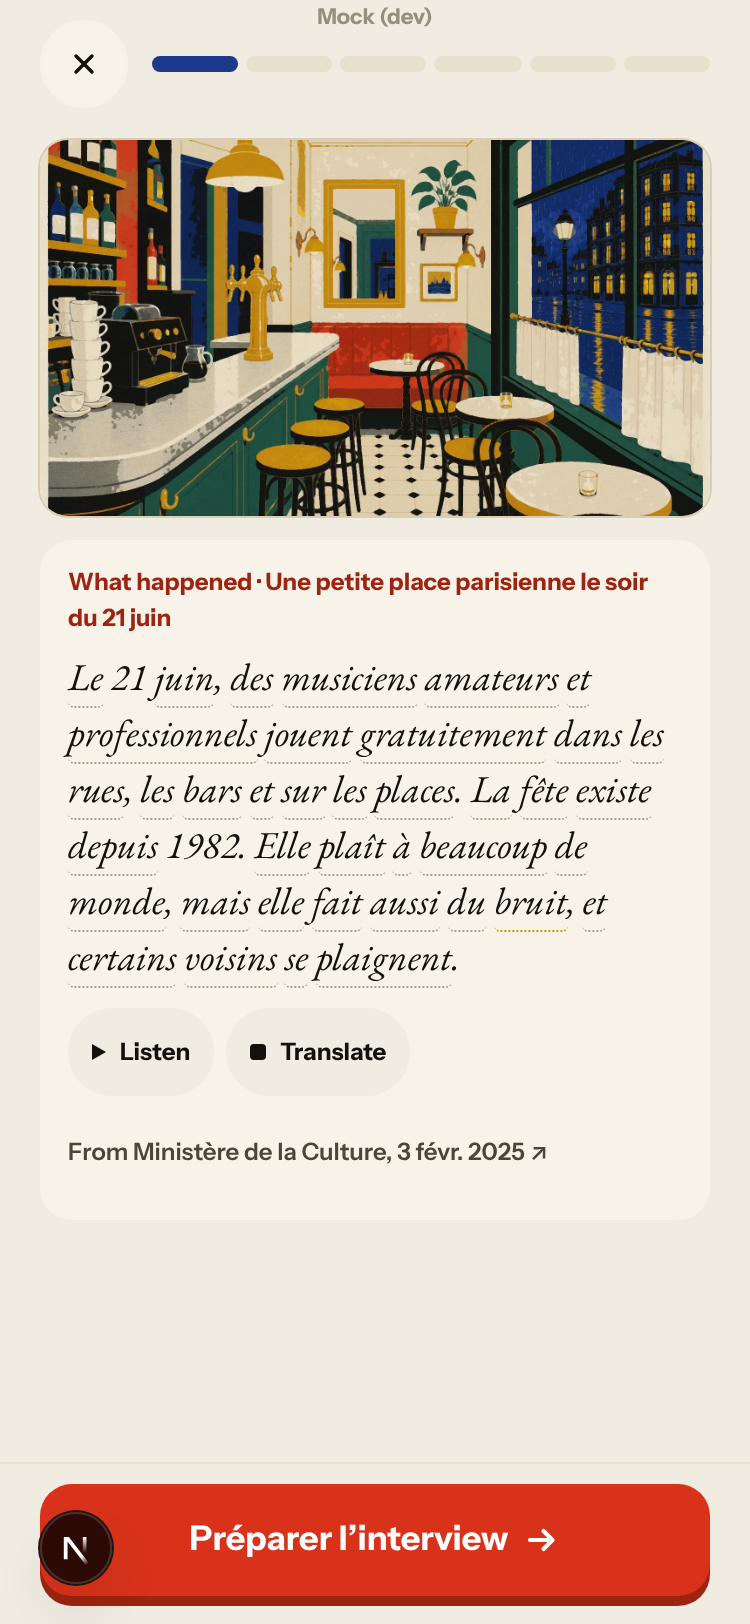 Mock (dev)
What happened · Une petite place parisienne le soir
du 21 juin
Le 21 juin, des musiciens amateurs et
professionnels jouent gratuitement dans les
rues, les bars et sur les places. La fête existe
depuis 1982. Elle plaît à beaucoup de
monde, mais elle fait aussi du bruit, et
certains voisins se plaignent.
Listen
Translate
From Ministère de la Culture, 3 févr. 2025 ↗
Préparer l’interview →
N